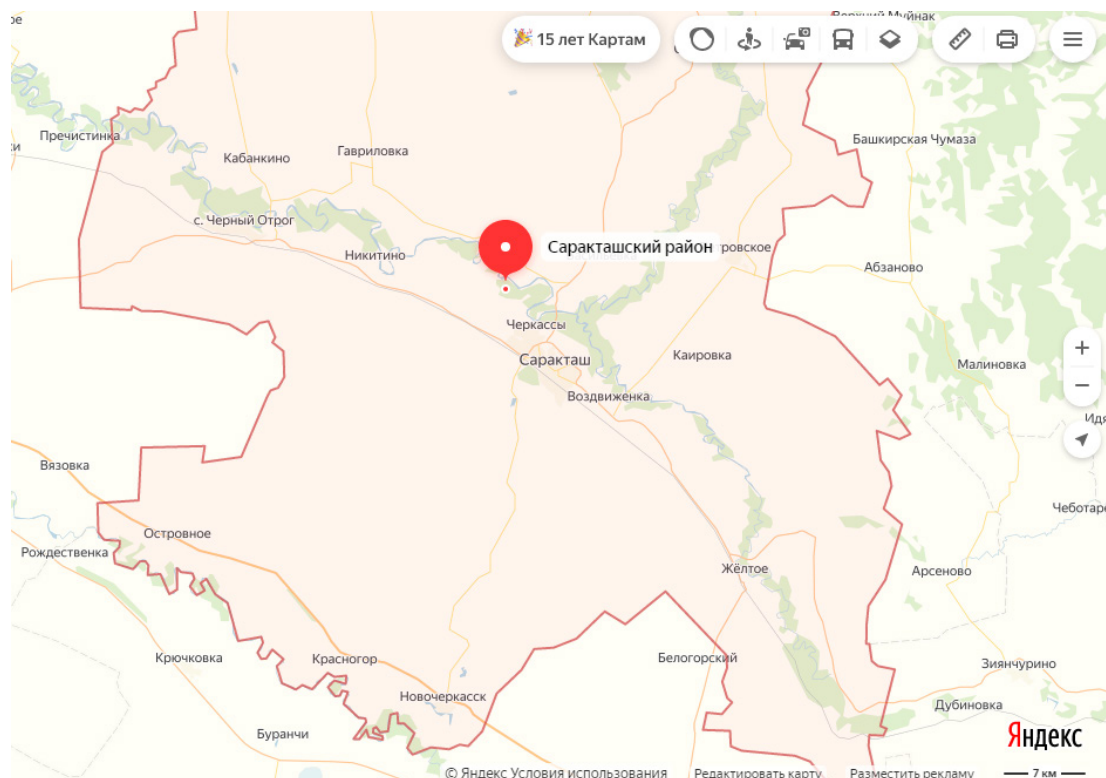 Верхний Муйнак
15 лет Картам
Пречистинка
Кабанкино
Гавриловка
Башкирская Чумаза
с. Черный Отрог
Никитино
Саракташский район
Абзаново
Черкассы
Саракташ
Каировка
Малиновка
Воздвиженка
Вязовка
Островное
Рождественка
Жёлтое
Арсеново
Крючковка
Красногор
Белогорский
Зиянчурино
Новочеркасск
Дубиновка
Буранчи
Яндекс
© Яндекс Условия использования Редактировать карту Разместить рекламу 7 км